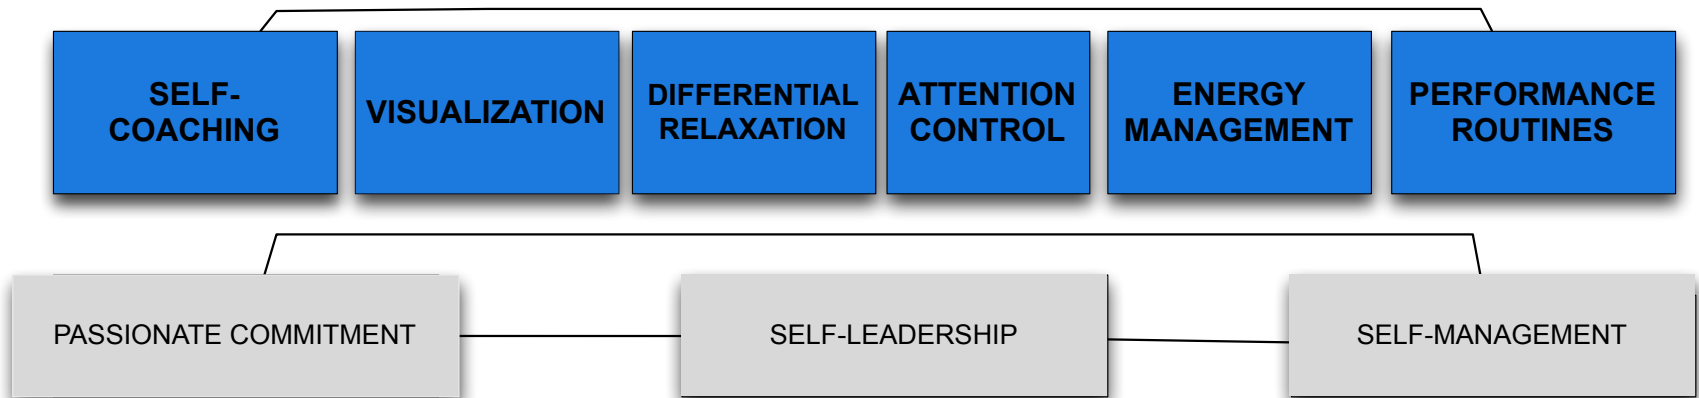 SELF-
COACHING
VISUALIZATION
DIFFERENTIAL
RELAXATION
ATTENTION
CONTROL
ENERGY
MANAGEMENT
PERFORMANCE
ROUTINES
PASSIONATE COMMITMENT
SELF-LEADERSHIP
SELF-MANAGEMENT